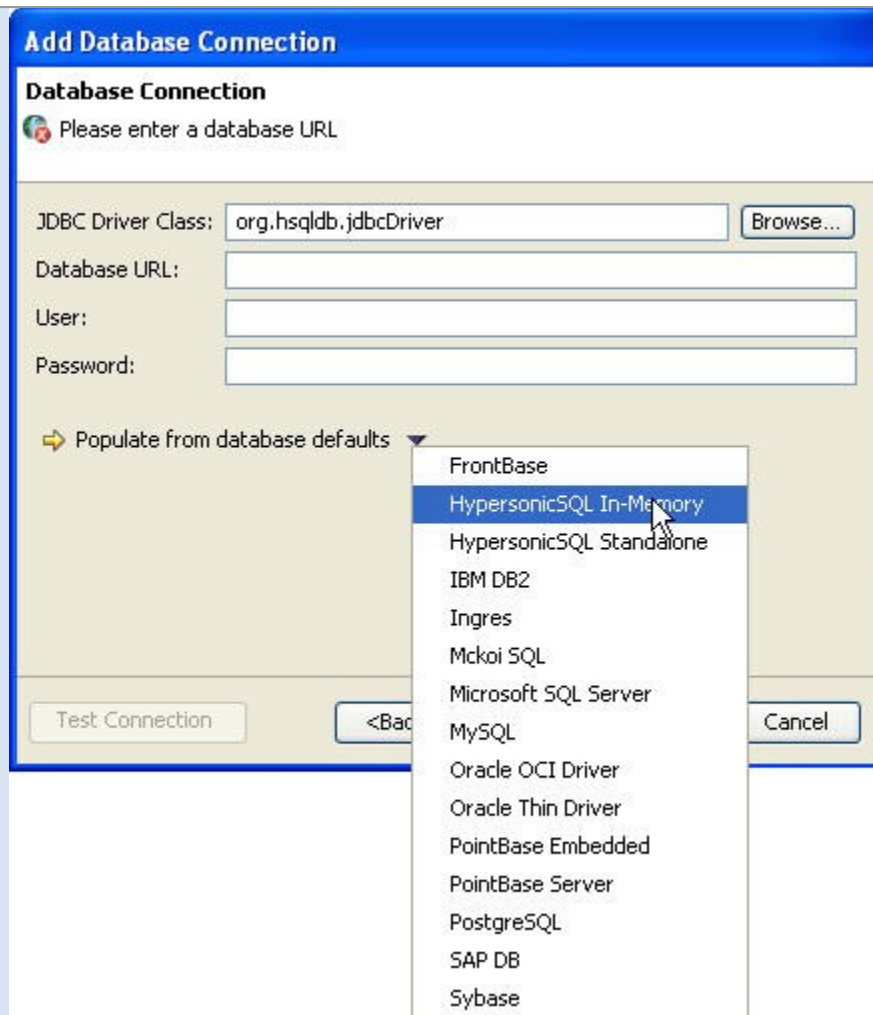 Add Database Connection
Database Connection
Please enter a database URL
JDBC Driver Class: org.hsqldb.jdbcDriver Browse...
Database URL:
User:
Password:
Populate from database defaults
FrontBase
HypersonicSQL In-Memory
HypersonicSQL Standalone
IBM DB2
Ingres
Mckoi SQL
Microsoft SQL Server
MySQL
Oracle OCI Driver
Oracle Thin Driver
PointBase Embedded
PointBase Server
PostgreSQL
SAP DB
Sybase
Test Connection <Bac Cancel